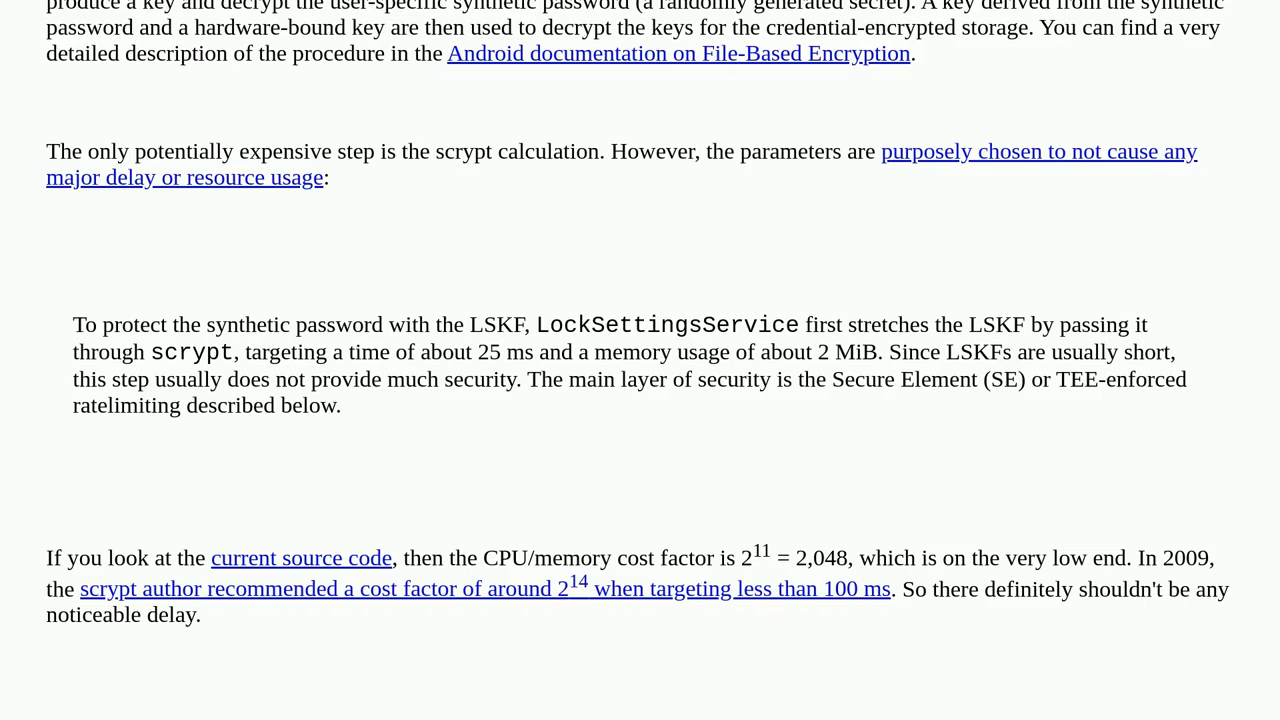 produce a key and decrypt the user-specific synthetic password (a randomly generated secret). A key derived from the synthetic
password and a hardware-bound key are then used to decrypt the keys for the credential-encrypted storage. You can find a very
detailed description of the procedure in the Android documentation on File-Based Encryption.
The only potentially expensive step is the scrypt calculation. However, the parameters are purposely chosen to not cause any
major delay or resource usage:
To protect the synthetic password with the LSKF, LockSettingsService first stretches the LSKF by passing it
through scrypt, targeting a time of about 25 ms and a memory usage of about 2 MiB. Since LSKFs are usually short,
this step usually does not provide much security. The main layer of security is the Secure Element (SE) or TEE-enforced
ratelimiting described below.
If you look at the current source code, then the CPU/memory cost factor is 2¹¹ = 2,048, which is on the very low end. In 2009,
the scrypt author recommended a cost factor of around 2¹⁴ when targeting less than 100 ms. So there definitely shouldn't be any
noticeable delay.